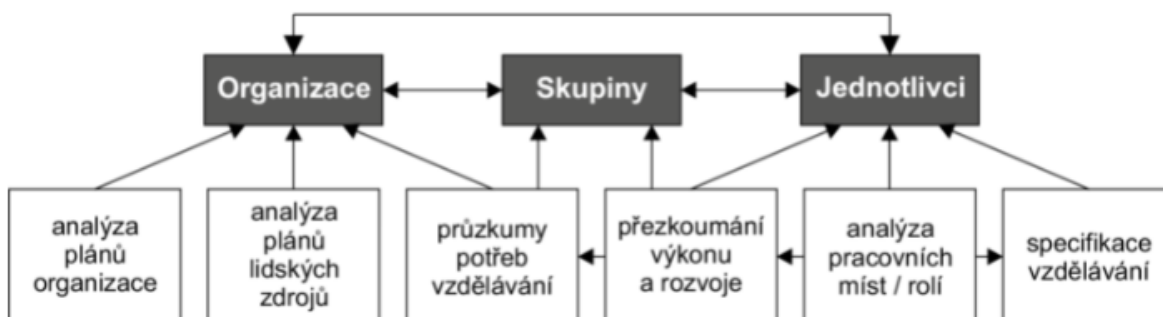 Organizace
Skupiny
Jednotlivci
analýza
plánů
organizace
analýza
plánů
lidských
zdrojů
průzkumy
potřeb
vzdělávání
přezkoumání
výkonu
a rozvoje
analýza
pracovních
míst / rolí
specifikace
vzdělávání